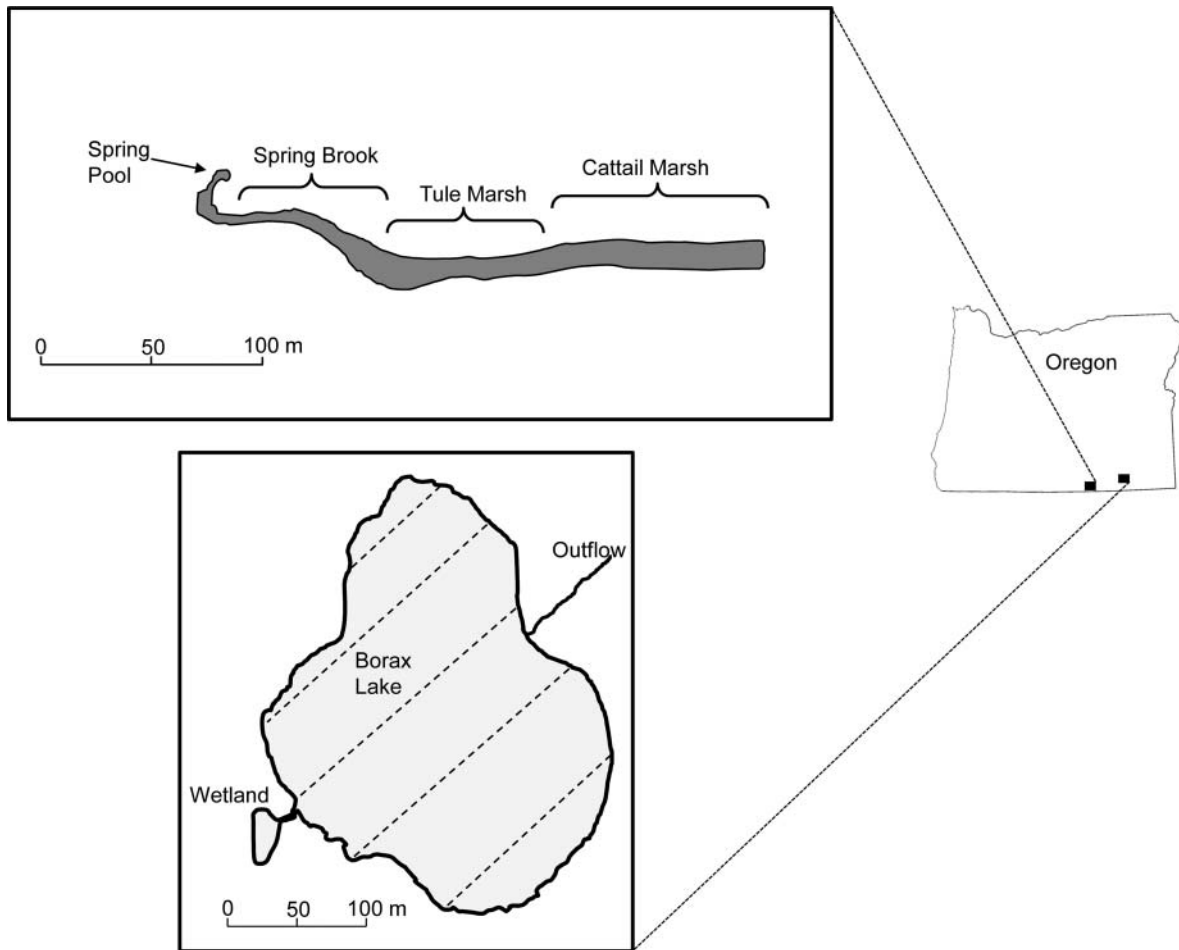 Spring
Pool
Spring Brook
Tule Marsh
Cattail Marsh
0 50 100 m
Oregon
Outflow
Borax
Lake
Wetland
0 50 100 m